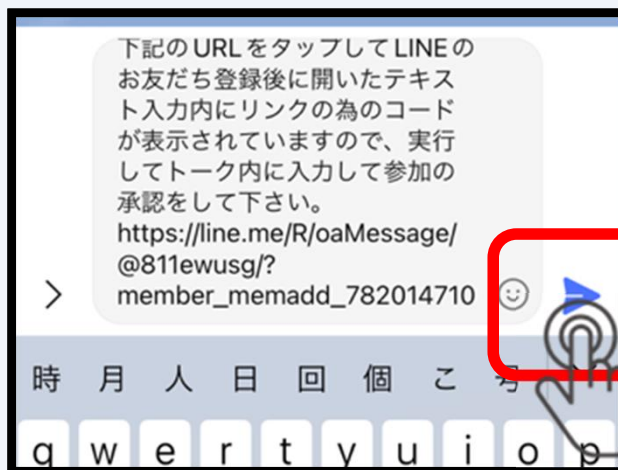 下記のURLをタップしてLINEの
お友だち登録後に開いたテキス
ト入力内にリンクの為のコード
が表示されていますので、実行
してトーク内に入力して参加の
承認をして下さい。
https://line.me/R/oaMessage/
@811ewusg/?
member_memadd_782014710
時 月 人 日 回 個 こ 号
q w e r t y u i o p